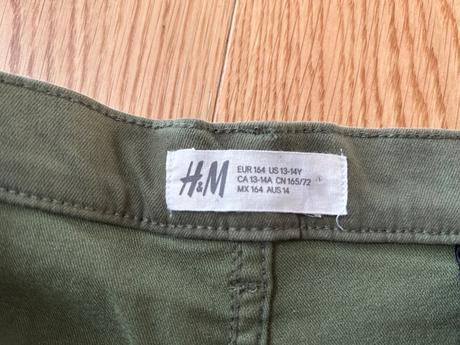 H&M
EUR 164 US 13-14Y
CA 13-14A CN 165/72
MX 164 AUS 14